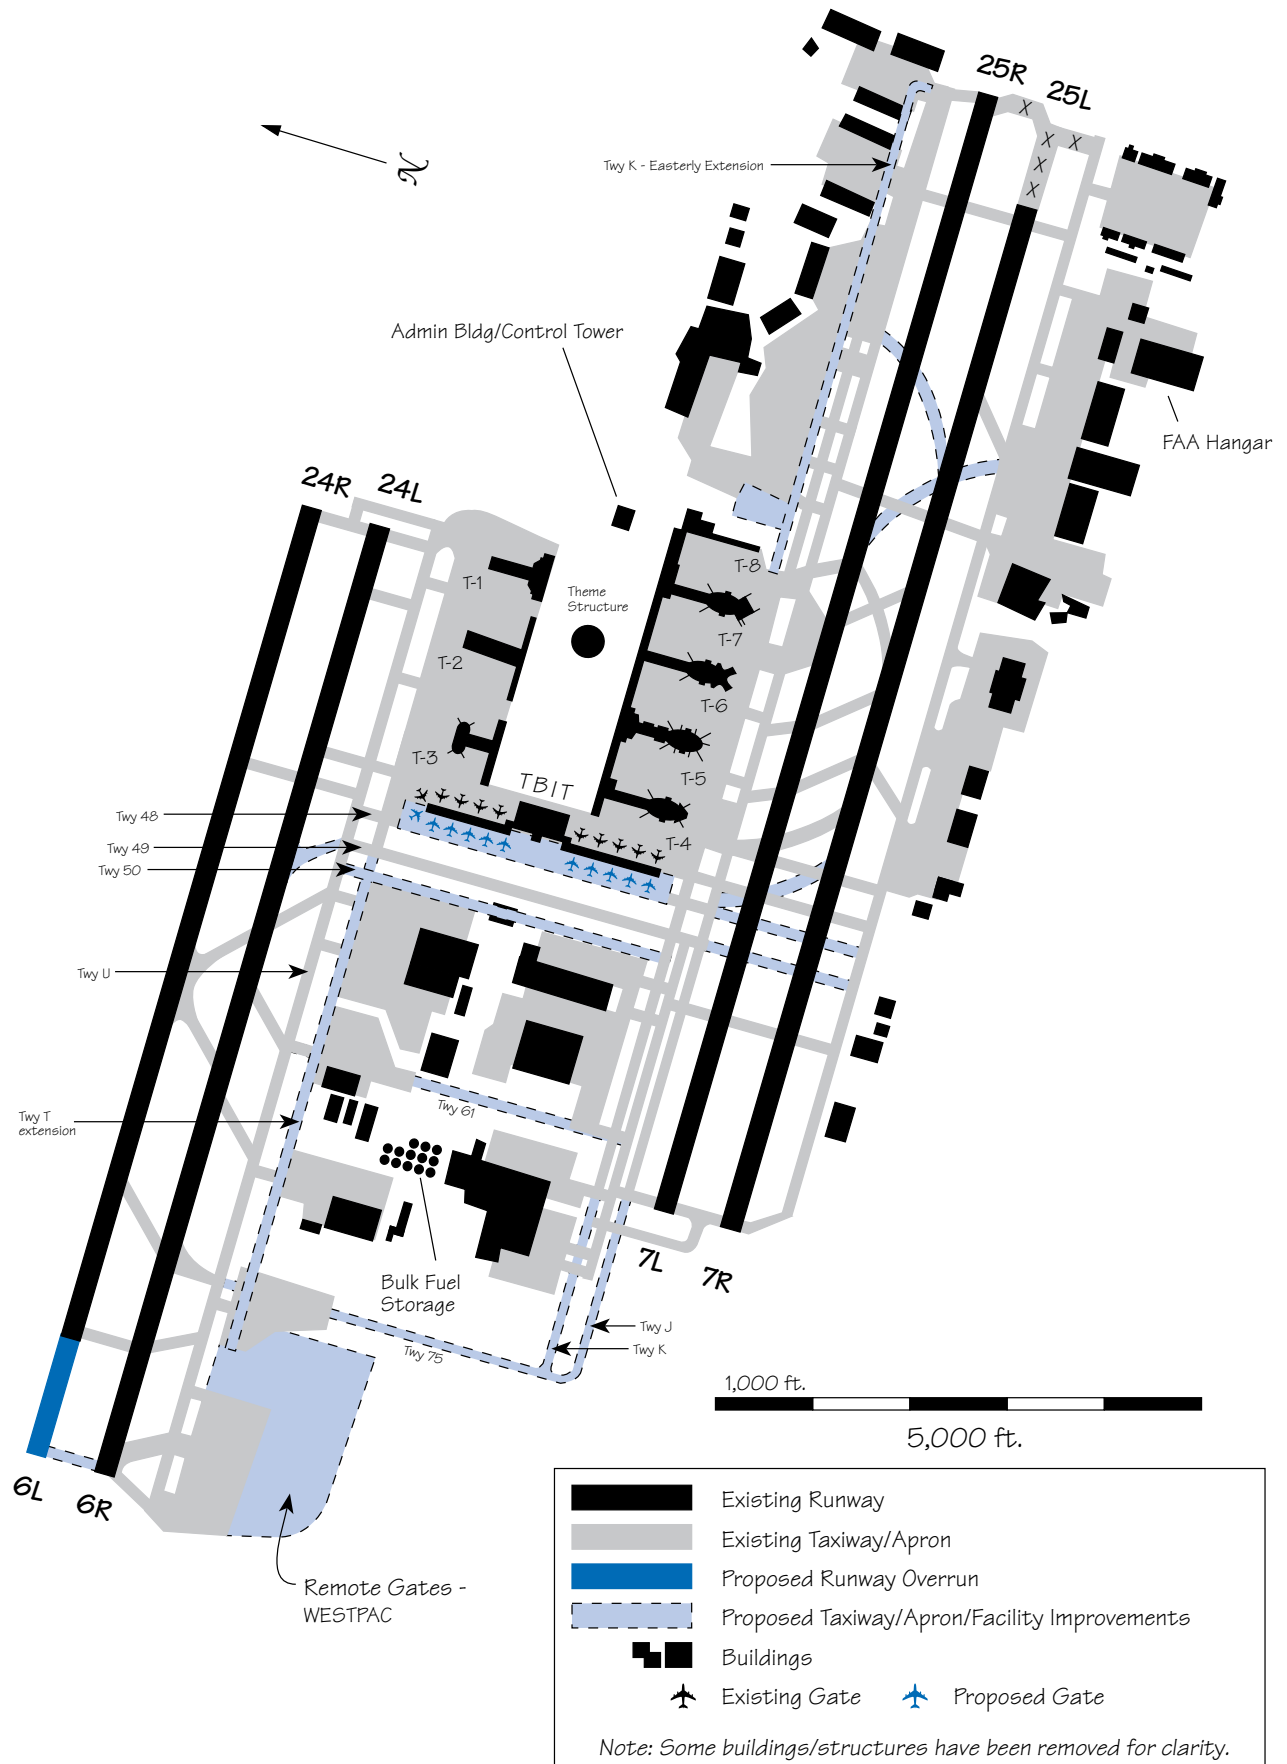 25R
25L
X
X
X
X
X
N
Twy K - Easterly Extension
Admin Bldg/Control Tower
FAA Hangar
24R
24L
T-1
T-8
Theme
Structure
T-7
T-2
T-6
T-3
T-5
TBIT
T-4
Twy 48
Twy 49
Twy 50
Twy U
Twy 61
Twy T
extension
Bulk Fuel
Storage
7L
7R
Twy J
Twy K
Twy 75
1,000 ft.
5,000 ft.
6L
6R
Remote Gates -
WESTPAC
Existing Runway
Existing Taxiway/Apron
Proposed Runway Overrun
Proposed Taxiway/Apron/Facility Improvements
Buildings
Existing Gate
Proposed Gate
Note: Some buildings/structures have been removed for clarity.